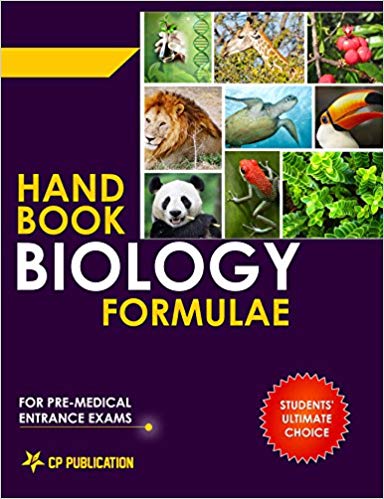 HAND
BOOK
BIOLOGY
FORMULAE
FOR PRE-MEDICAL
ENTRANCE EXAMS
STUDENTS'
ULTIMATE
CHOICE
CP PUBLICATION